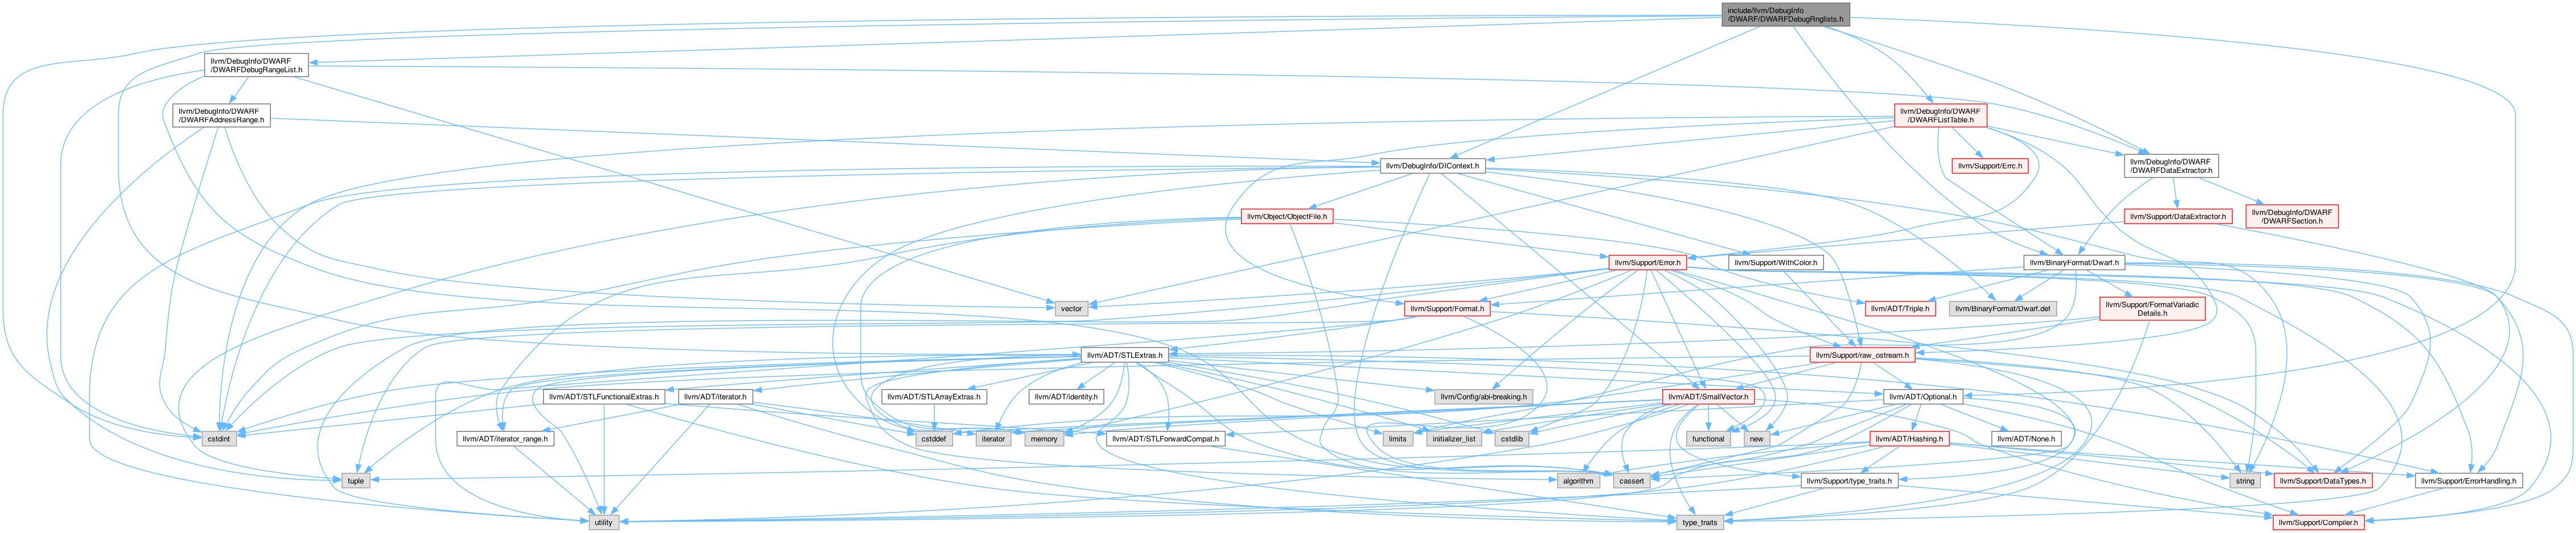 include/llvm/DebugInfo
/DWARF/DWARFDebugRnglists.h
llvm/DebugInfo/DWARF
/DWARFDebugRangeList.h
llvm/DebugInfo/DWARF
/DWARFAddressRange.h
llvm/DebugInfo/DWARF
/DWARFListTable.h
llvm/DebugInfo/DIContext.h
llvm/Support/Errc.h
llvm/DebugInfo/DWARF
/DWARFDataExtractor.h
llvm/Object/ObjectFile.h
llvm/Support/DataExtractor.h
llvm/DebugInfo/DWARF
/DWARFSection.h
llvm/Support/Error.h
llvm/Support/WithColor.h
llvm/BinaryFormat/Dwarf.h
vector
llvm/Support/Format.h
llvm/ADT/Triple.h
llvm/BinaryFormat/Dwarf.def
llvm/Support/FormatVariadic
Details.h
llvm/ADT/STLExtras.h
llvm/Support/raw_ostream.h
llvm/ADT/STLFunctionalExtras.h
llvm/ADT/iterator.h
llvm/ADT/STLArrayExtras.h
llvm/ADT/identity.h
llvm/Config/abi-breaking.h
llvm/ADT/SmallVector.h
llvm/ADT/Optional.h
cstdint
llvm/ADT/iterator_range.h
cstddef
iterator
memory
llvm/ADT/STLForwardCompat.h
limits
initializer_list
cstdlib
functional
new
llvm/ADT/Hashing.h
llvm/ADT/None.h
tuple
algorithm
cassert
llvm/Support/type_traits.h
string
llvm/Support/DataTypes.h
llvm/Support/ErrorHandling.h
utility
type_traits
llvm/Support/Compiler.h